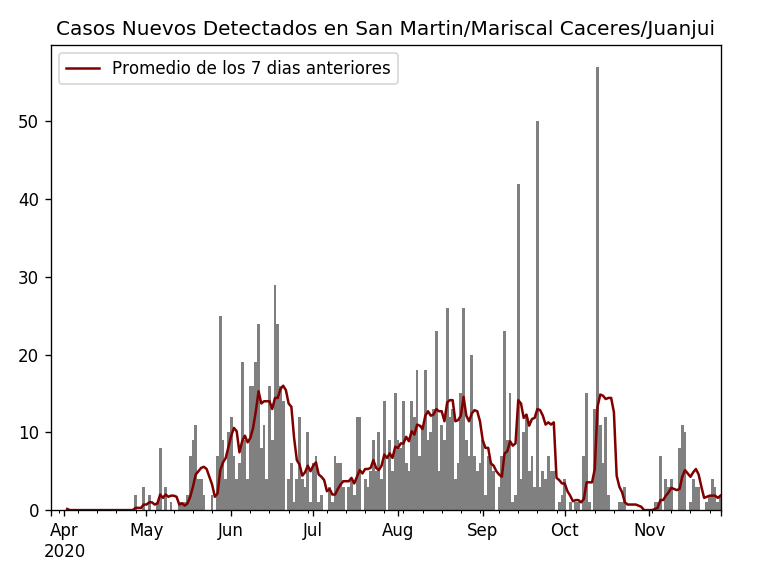 Casos Nuevos Detectados en San Martin/Mariscal Caceres/Juanjui
Promedio de los 7 dias anteriores
50
40
30
20
10
0
Apr May Jun Jul Aug Sep Oct Nov
2020